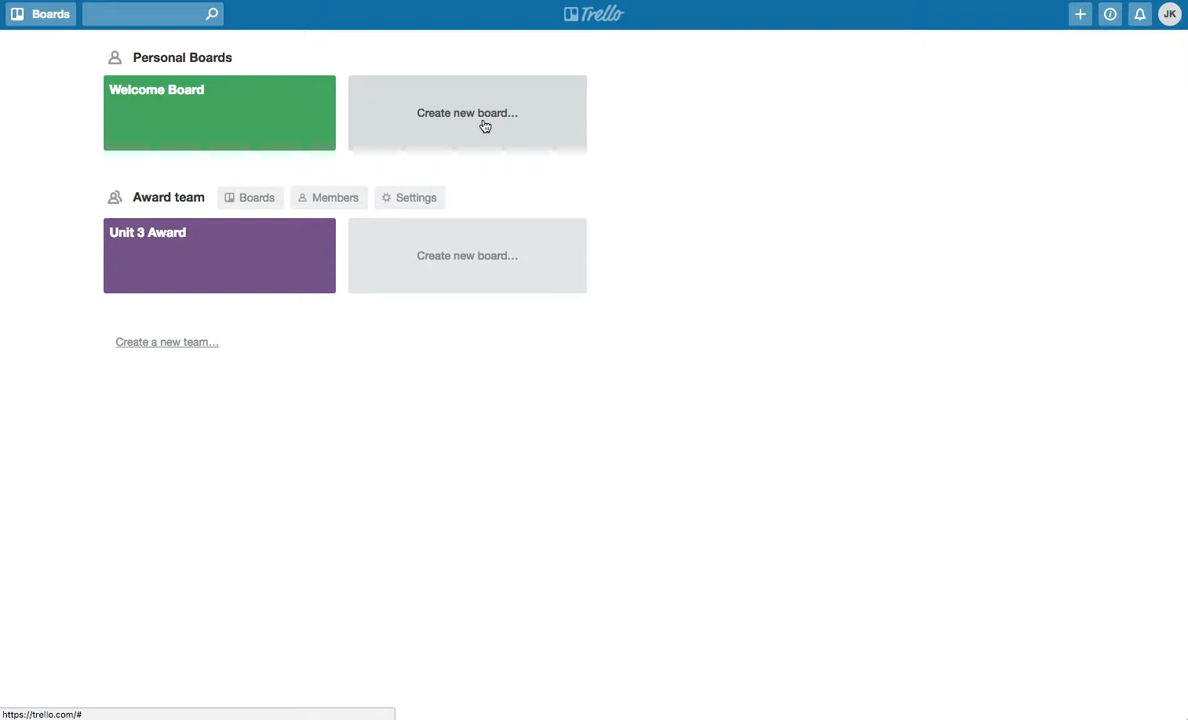 Boards
Trello
JK
Personal Boards
Welcome Board
Create new board…
Award team
Boards
Members
Settings
Unit 3 Award
Create new board…
Create a new team…
https://trello.com/#